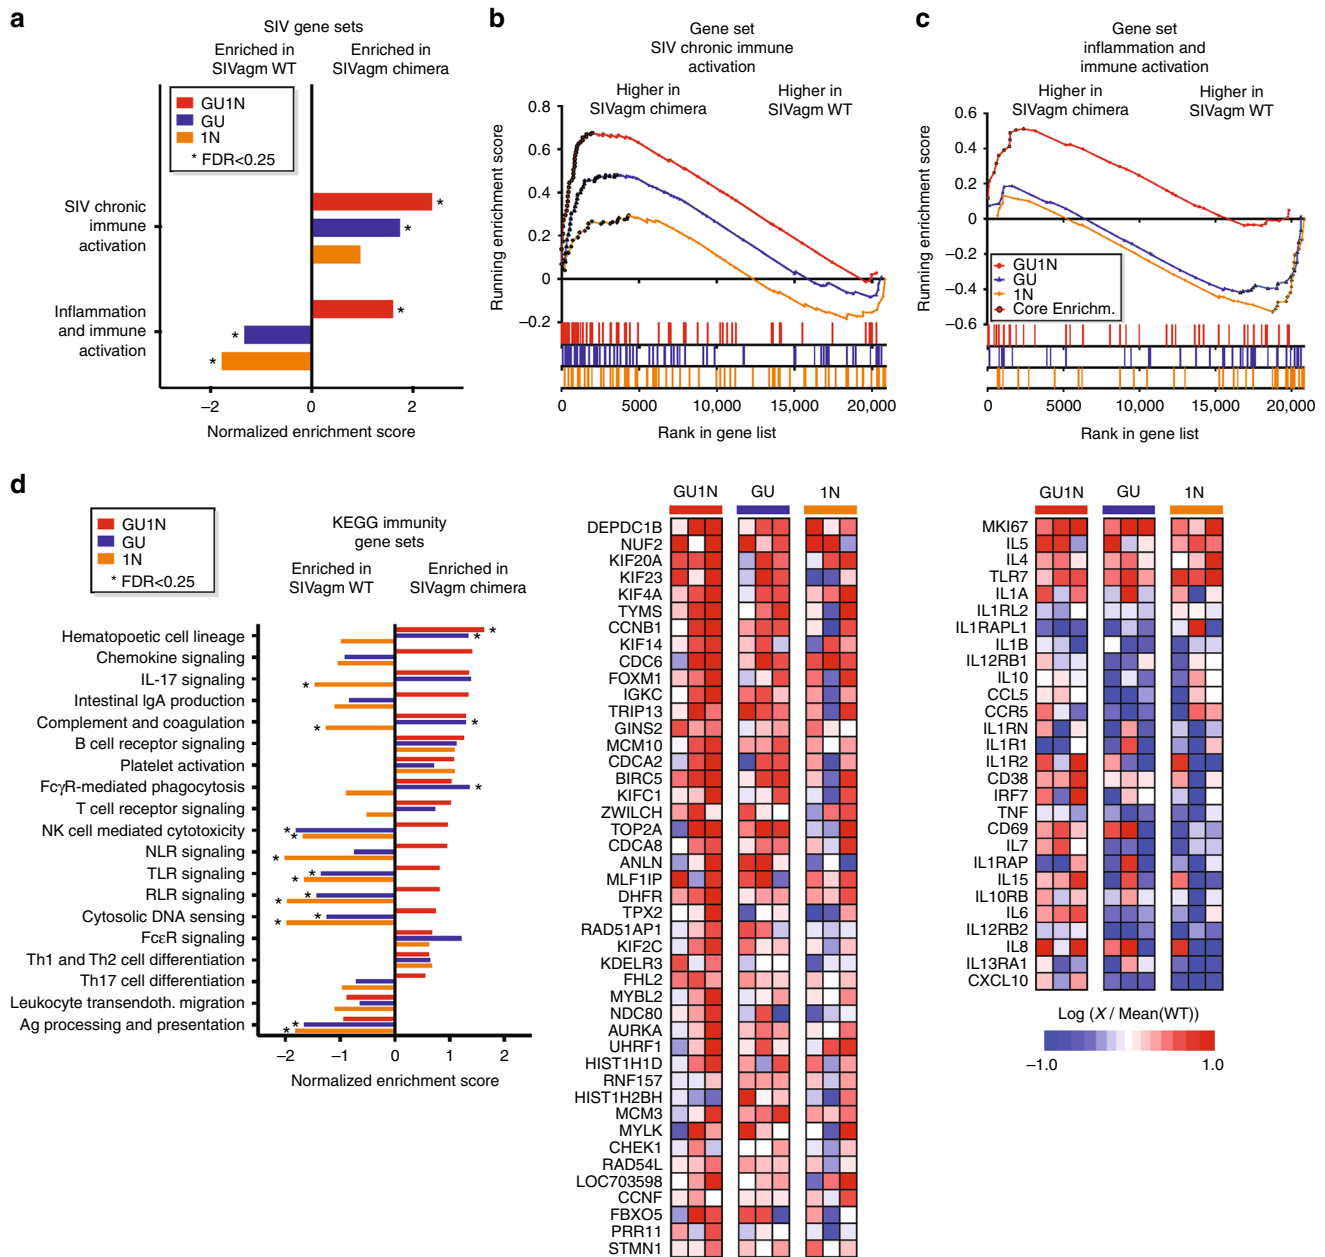 a
SIV gene sets
Enriched in
SIVagm WT
Enriched in
SIVagm chimera
GU1N
GU
1N
* FDR<0.25
SIV chronic
immune
activation
*
*
Inflammation
and immune
activation
*
*
*
−2
0
2
Normalized enrichment score
b
Gene set
SIV chronic immune
activation
Higher in
SIVagm chimera
Higher in
SIVagm WT
Running enrichment score
0.8
0.6
0.4
0.2
0
−0.2
0
5000
10,000
15,000
20,000
Rank in gene list
c
Gene set
inflammation and
immune activation
Higher in
SIVagm chimera
Higher in
SIVagm WT
Running enrichment score
0.6
0.4
0.2
0
−0.2
−0.4
−0.6
GU1N
GU
1N
Core Enrichm.
0
5000
10,000
15,000
20,000
Rank in gene list
d
GU1N
GU
1N
* FDR<0.25
KEGG immunity
gene sets
Enriched in
SIVagm WT
Enriched in
SIVagm chimera
Hematopoetic cell lineage
*
*
Chemokine signaling
IL-17 signaling
*
Intestinal IgA production
Complement and coagulation
*
*
B cell receptor signaling
Platelet activation
FcγR-mediated phagocytosis
*
T cell receptor signaling
NK cell mediated cytotoxicity
*
*
NLR signaling
*
TLR signaling
*
*
RLR signaling
*
*
Cytosolic DNA sensing
*
*
FcεR signaling
Th1 and Th2 cell differentiation
Th17 cell differentiation
Leukocyte transendoth. migration
Ag processing and presentation
*
*
−2
−1
0
1
2
Normalized enrichment score
GU1N
GU
1N
DEPDC1B
NUF2
KIF20A
KIF23
KIF4A
TYMS
CCNB1
KIF14
CDC6
FOXM1
IGKC
TRIP13
GINS2
MCM10
CDCA2
BIRC5
KIFC1
ZWILCH
TOP2A
CDCA8
ANLN
MLF1IP
DHFR
TPX2
RAD51AP1
KIF2C
KDELR3
FHL2
MYBL2
NDC80
AURKA
UHRF1
HIST1H1D
RNF157
HIST1H2BH
MCM3
MYLK
CHEK1
RAD54L
LOC703598
CCNF
FBXO5
PRR11
STMN1
GU1N
GU
1N
MKI67
IL5
IL4
TLR7
IL1A
IL1RL2
IL1RAPL1
IL1B
IL12RB1
IL10
CCL5
CCR5
IL1RN
IL1R1
IL1R2
CD38
IRF7
TNF
CD69
IL7
IL1RAP
IL15
IL10RB
IL6
IL12RB2
IL8
IL13RA1
CXCL10
Log (X / Mean(WT))
−1.0
1.0